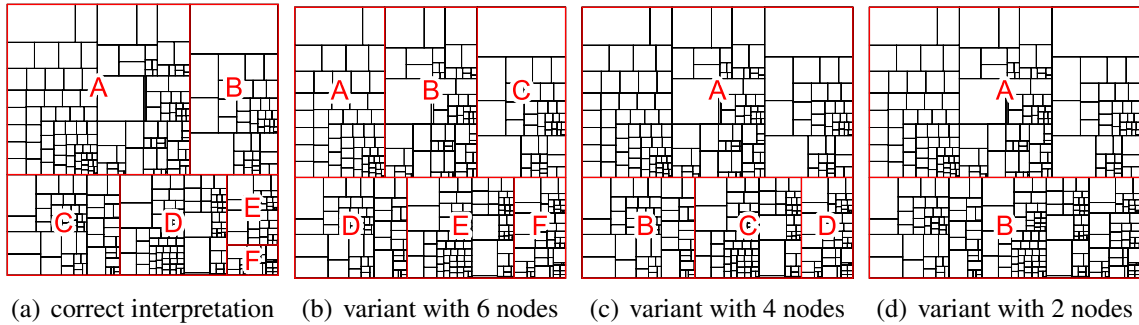 A B
C D E
F
A B C
D E F
A
B C D
A
B
(a) correct interpretation
(b) variant with 6 nodes
(c) variant with 4 nodes
(d) variant with 2 nodes